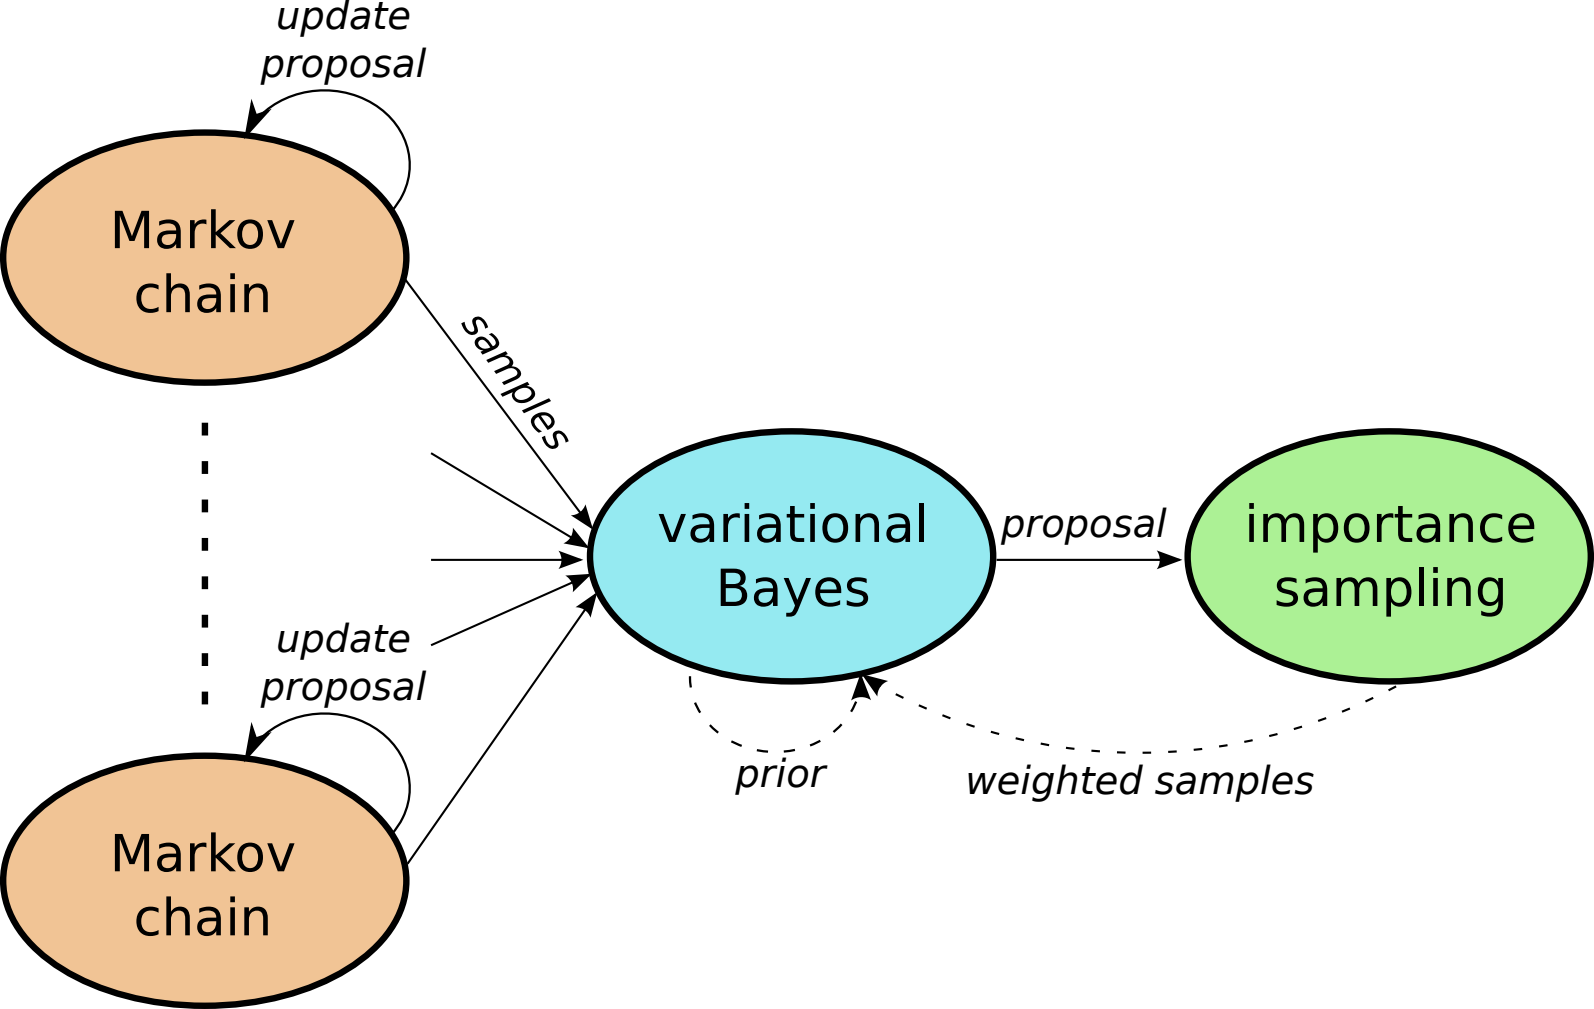 update
proposal
Markov
chain
samples
variational
Bayes
proposal
importance
sampling
update
proposal
prior
weighted samples
Markov
chain